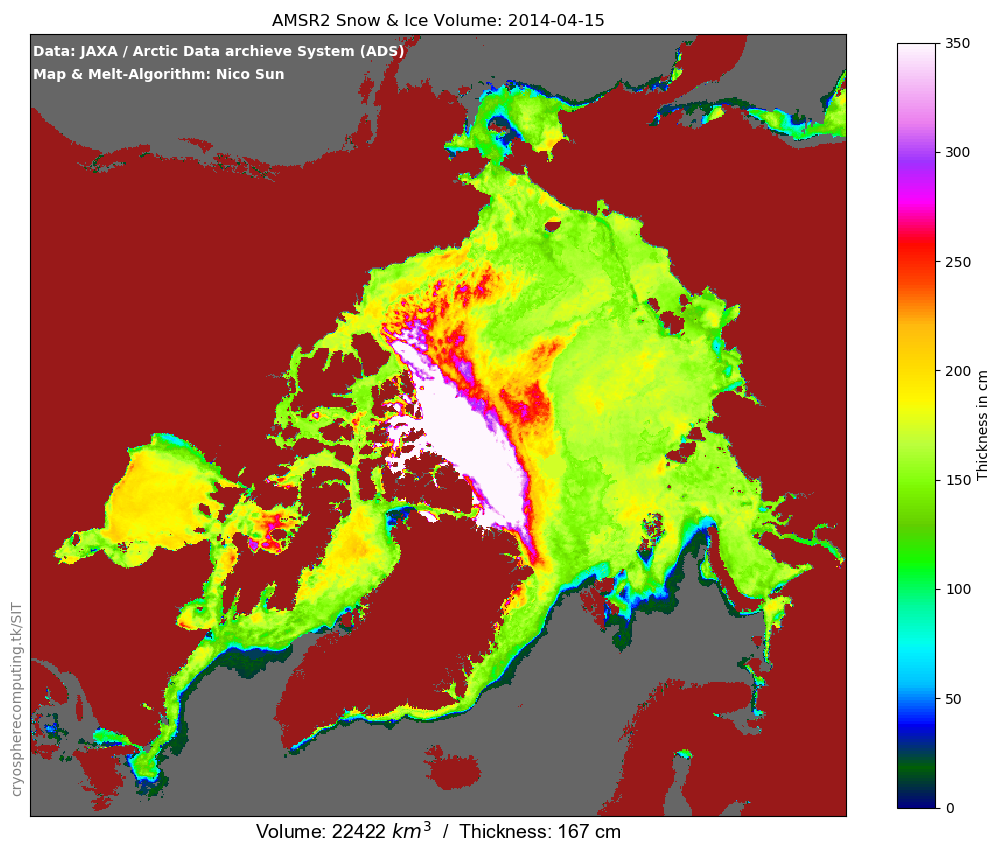 AMSR2 Snow & Ice Volume: 2014-04-15
Data: JAXA / Arctic Data archieve System (ADS)
Map & Melt-Algorithm: Nico Sun
350
300
250
200
150
100
50
0
Thickness in cm
cryospherecomputing.tk/SIT
Volume: 22422 km³ / Thickness: 167 cm